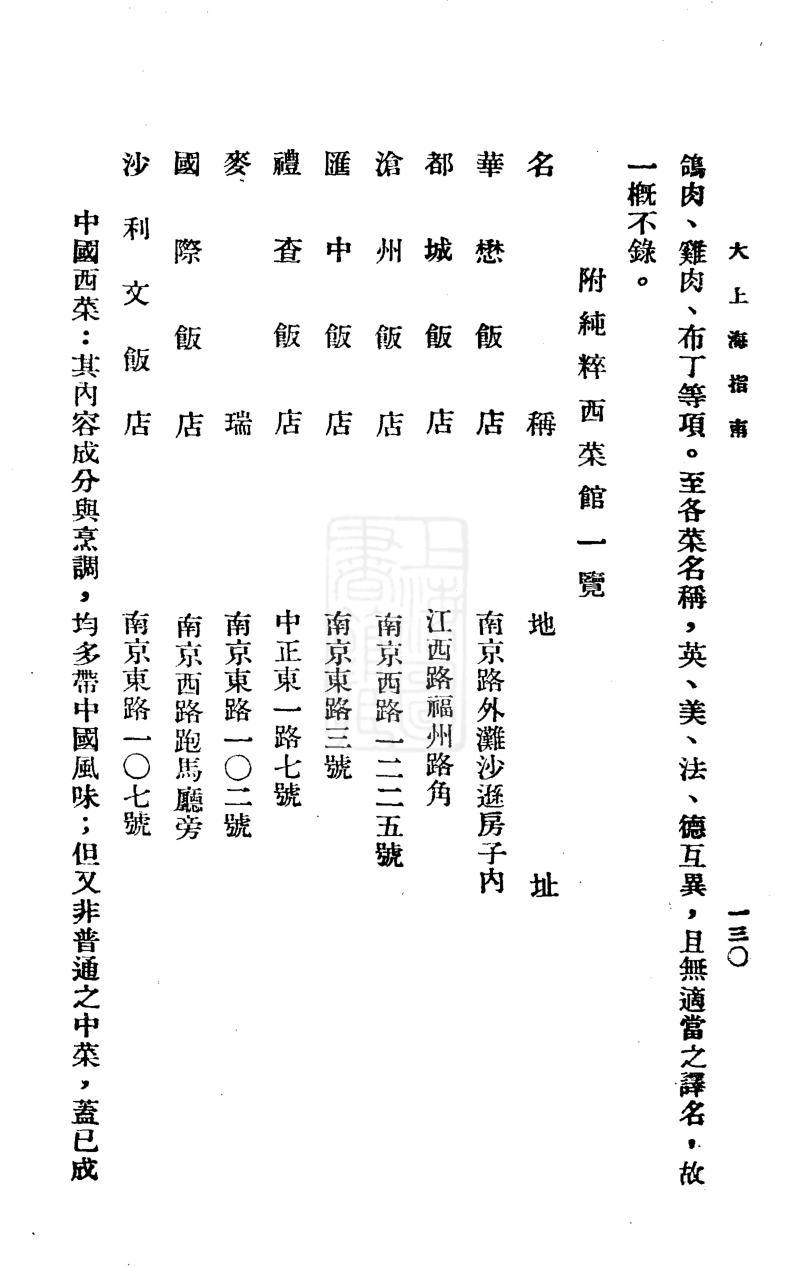 大上海指南
一三〇
鴿肉、雞肉、布丁等項。至各菜名稱，英、美、法、德互異，且無適當之譯名，故
一概不錄。
附純粹西菜館一覽
名稱 地址
華懋飯店 南京路外灘沙遜房子內
都城飯店 江西路福州路角
滄州飯店 南京西路一二二五號
匯中飯店 南京東路三號
禮查飯店 中正東一路七號
麥瑞 南京東路一〇二號
國際飯店 南京西路跑馬廳旁
沙利文飯店 南京東路一〇七號
中國西菜：其內容成分與烹調，均多帶中國風味；但又非普通之中菜，蓋已成
上海圖書館藏